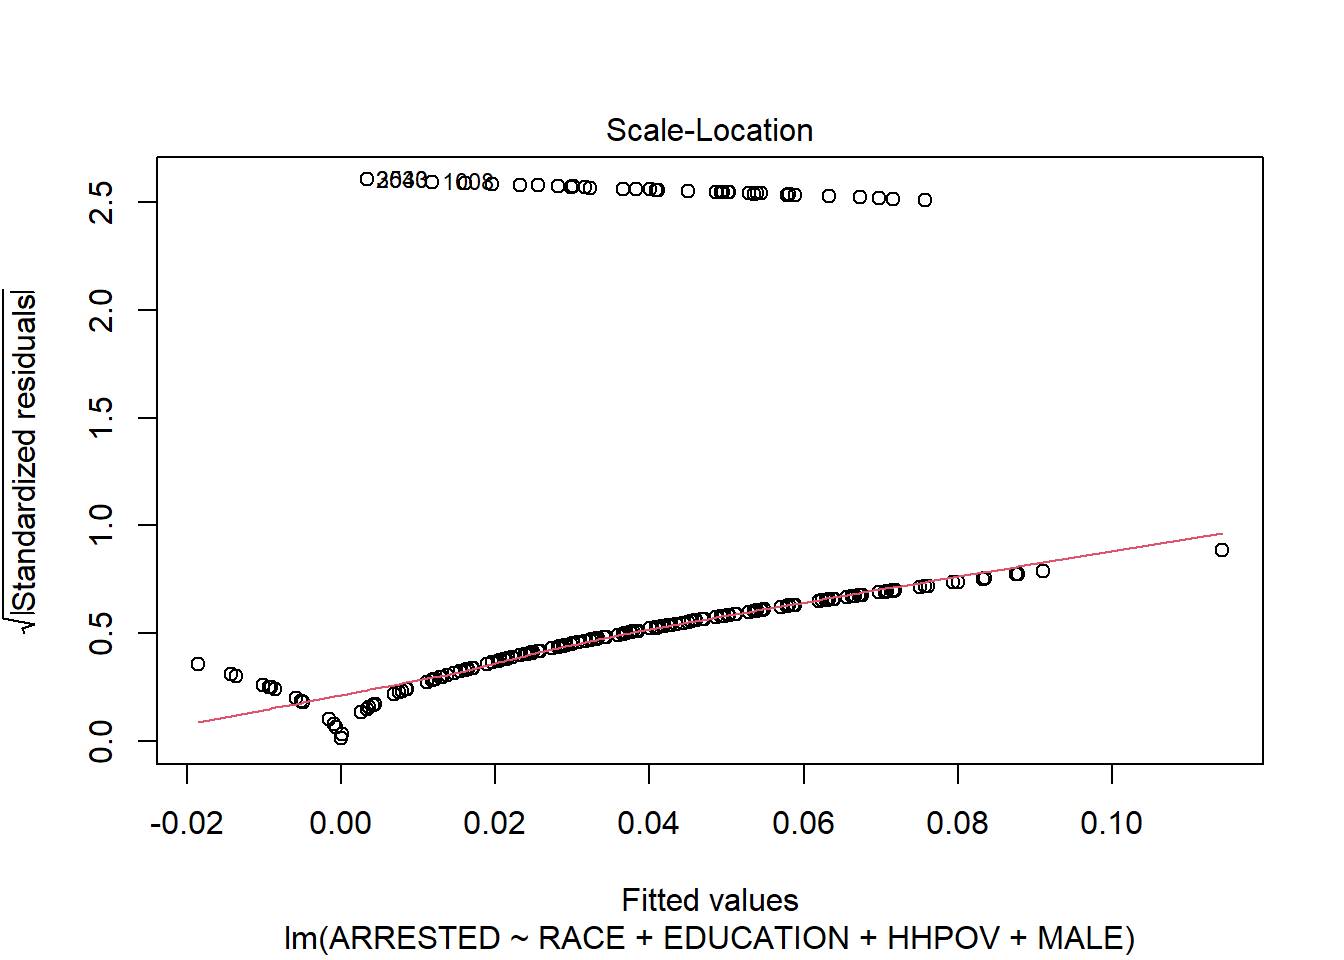 Scale-Location
1008
√|Standardized residuals|
2.5
2.0
1.5
1.0
0.5
0.0
-0.02 0.00 0.02 0.04 0.06 0.08 0.10
Fitted values
lm(ARRESTED ~ RACE + EDUCATION + HHPOV + MALE)